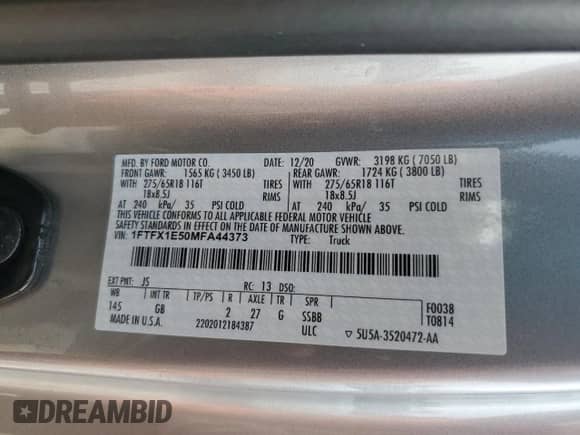 MFD. BY FORD MOTOR CO. DATE: 12/20 GVWR: 3198 KG ( 7050 LB)
FRONT GAWR: 1565 KG ( 3450 LB) REAR GAWR: 1724 KG ( 3800 LB)
WITH 275/65R18 116T TIRES WITH 275/65R18 116T TIRES
18x8.5J RIMS 18x8.5J RIMS
AT 240 kPa/ 35 PSI COLD AT 240 kPa/ 35 PSI COLD
THIS VEHICLE CONFORMS TO ALL APPLICABLE FEDERAL MOTOR VEHICLE
SAFETY STANDARDS IN EFFECT ON THE DATE OF MANUFACTURE SHOWN ABOVE.
VIN: 1FTFX1E50MFA44373 TYPE: Truck
EXT PNT: JS RC: 13 DSO:
WB INT TR TP/PS R AXLE TR SPR F0038
145 GB 2 27 G SSBB T0814
MADE IN U.S.A. 2202012184387 ULC ▽ 5U5A-3520472-AA
DREAMBID